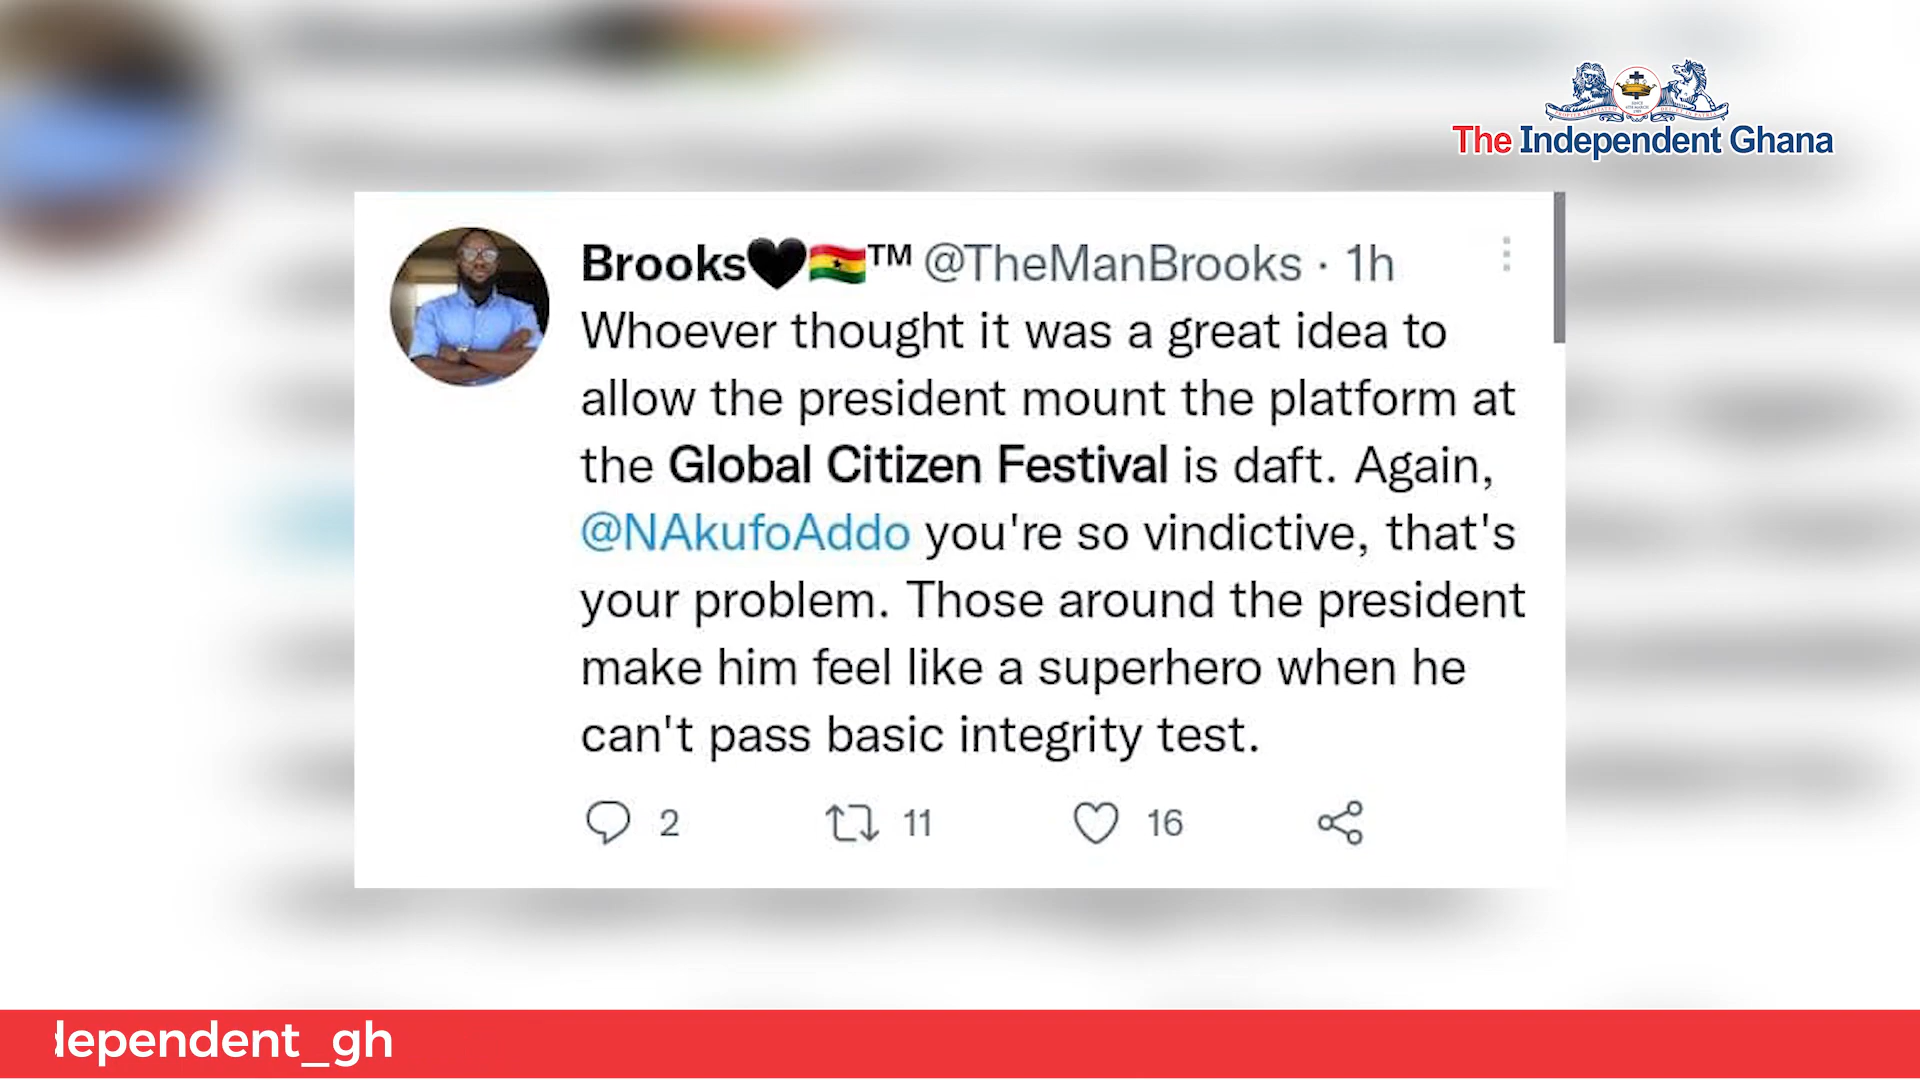 The Independent Ghana
Brooks🖤🇬🇭™ @TheManBrooks · 1h
Whoever thought it was a great idea to
allow the president mount the platform at
the Global Citizen Festival is daft. Again,
@NAkufoAddo you're so vindictive, that's
your problem. Those around the president
make him feel like a superhero when he
can't pass basic integrity test.
2 11 16
dependent_gh